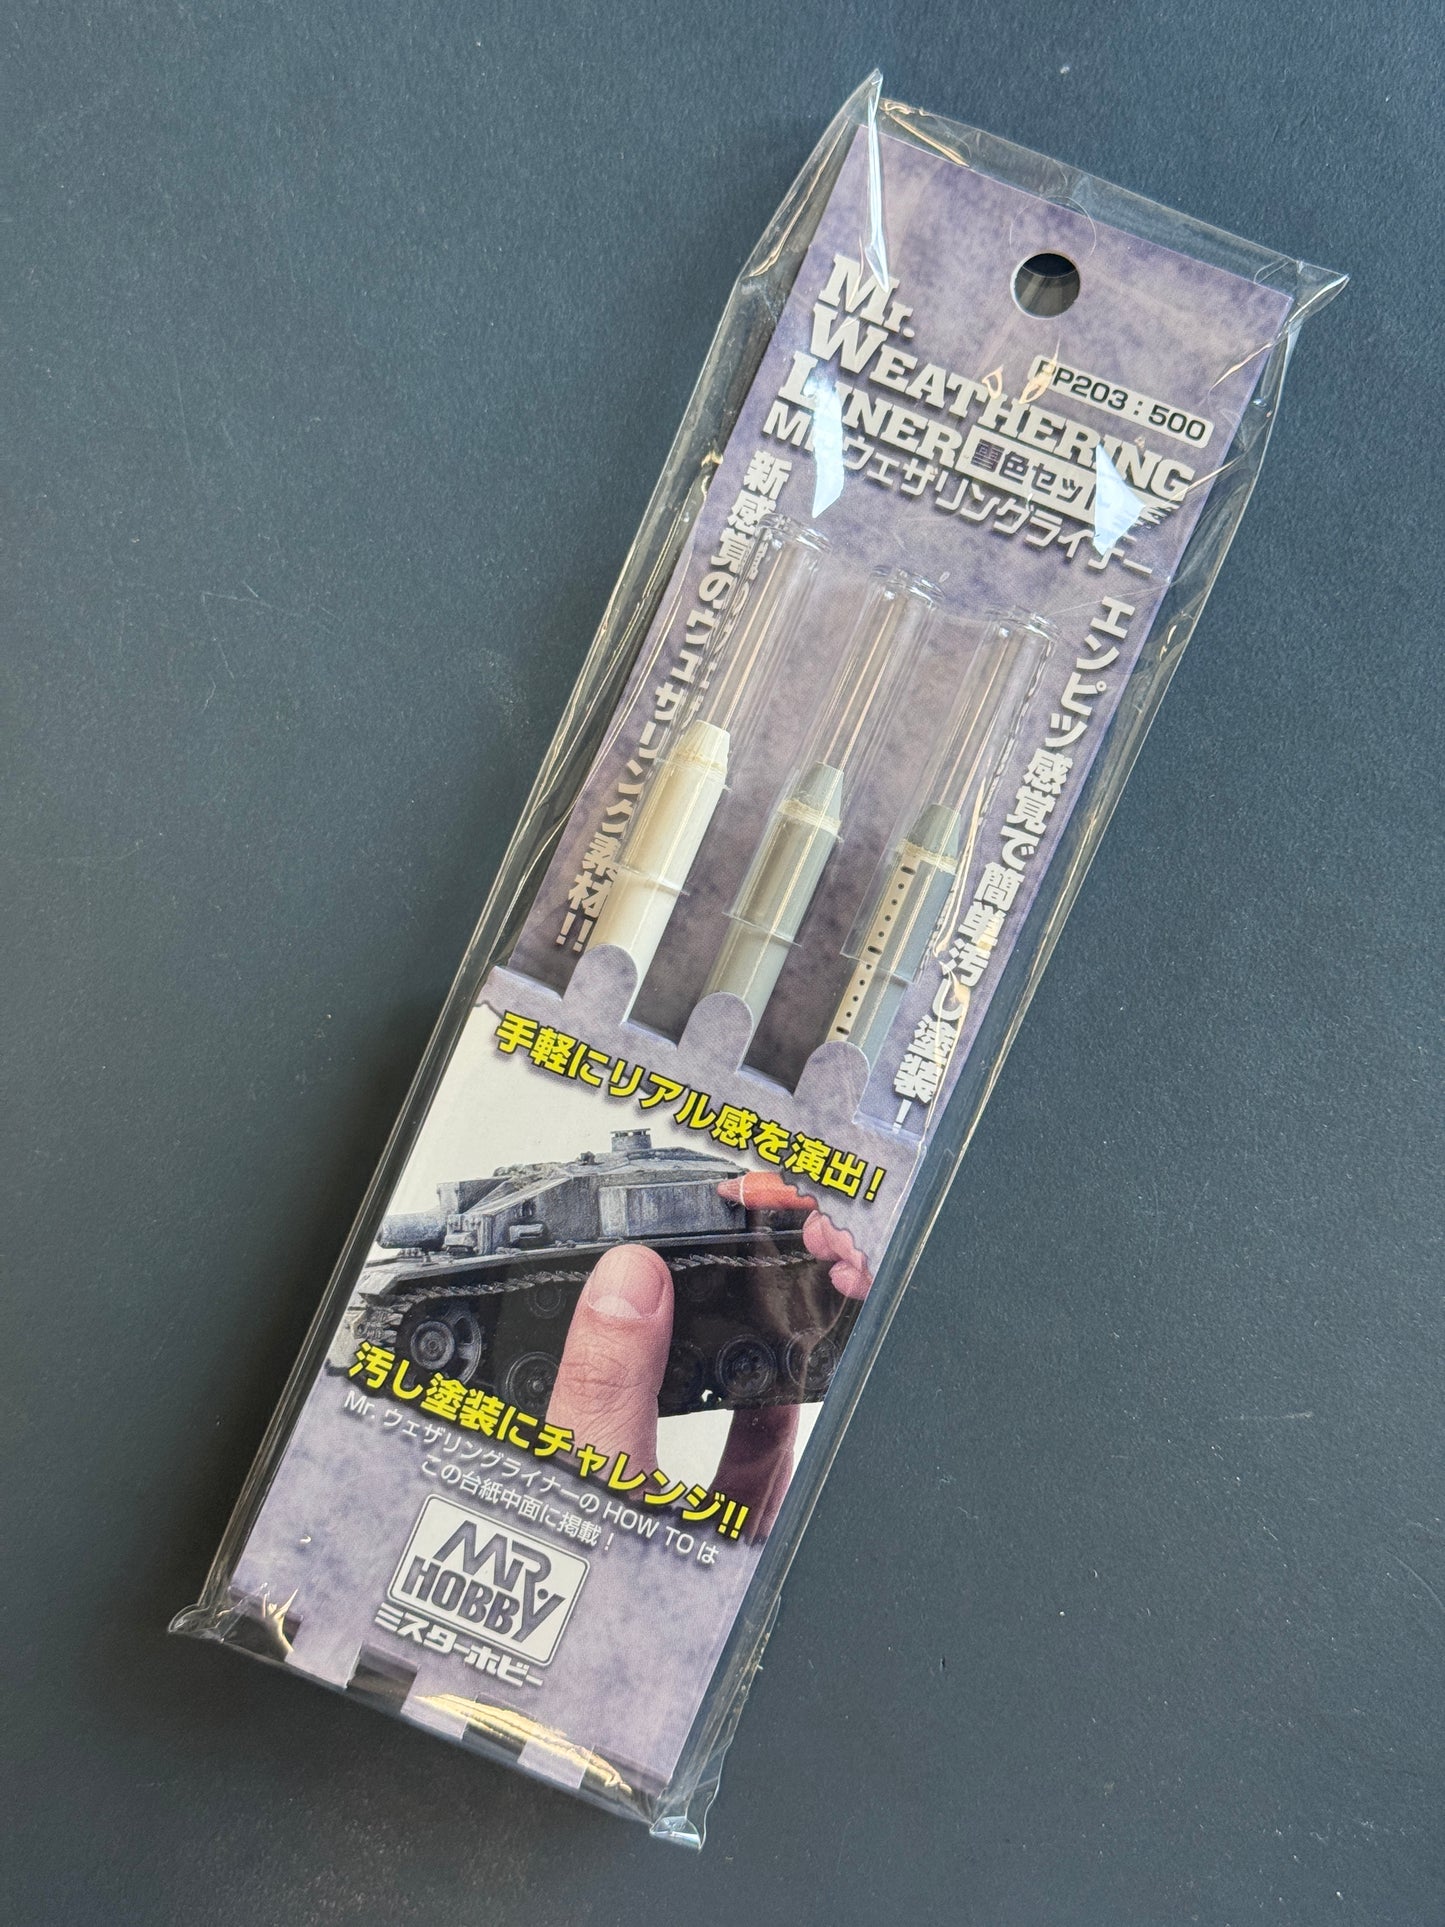 PP203：500
Mr.
WEATHERING
LINER 雪色セット
Mr.ウェザリングライナー
新感覚のウェザリング素材!!
エンピツ感覚で簡単汚し塗装!
手軽にリアル感を演出!
汚し塗装にチャレンジ!!
Mr.ウェザリングライナーのHOW TOは
この台紙中面に掲載!
MR.
HOBBY
ミスターホビー